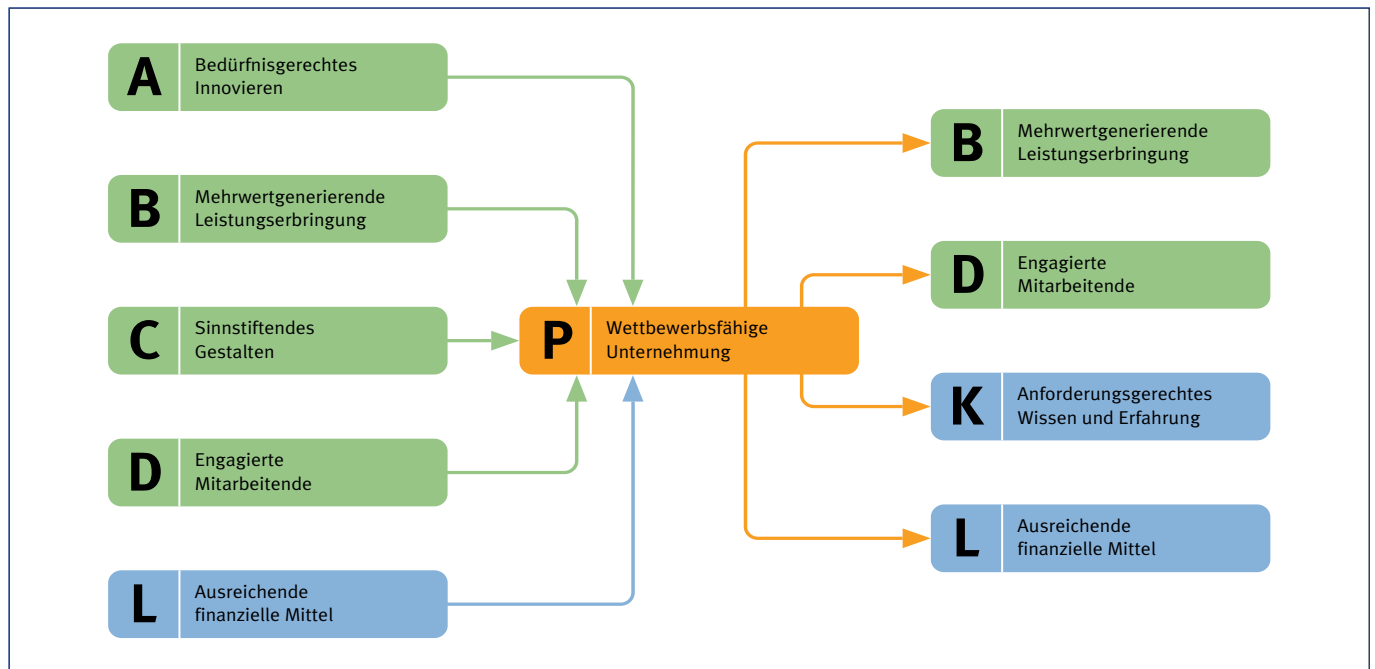 A
Bedürfnisgerechtes
Innovieren
B
Mehrwertgenerierende
Leistungserbringung
C
Sinnstiftendes
Gestalten
D
Engagierte
Mitarbeitende
L
Ausreichende
finanzielle Mittel
P
Wettbewerbsfähige
Unternehmung
B
Mehrwertgenerierende
Leistungserbringung
D
Engagierte
Mitarbeitende
K
Anforderungsgerechtes
Wissen und Erfahrung
L
Ausreichende
finanzielle Mittel